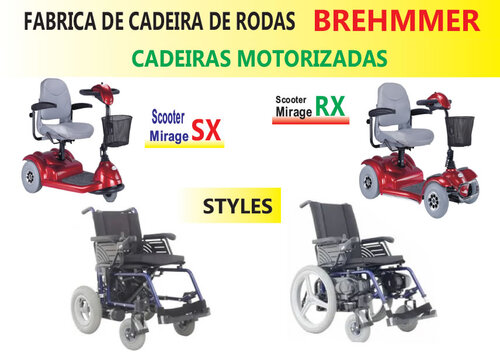 FABRICA DE CADEIRA DE RODAS BREHMMER
CADEIRAS MOTORIZADAS
Scooter
Mirage SX
Scooter
Mirage RX
STYLES